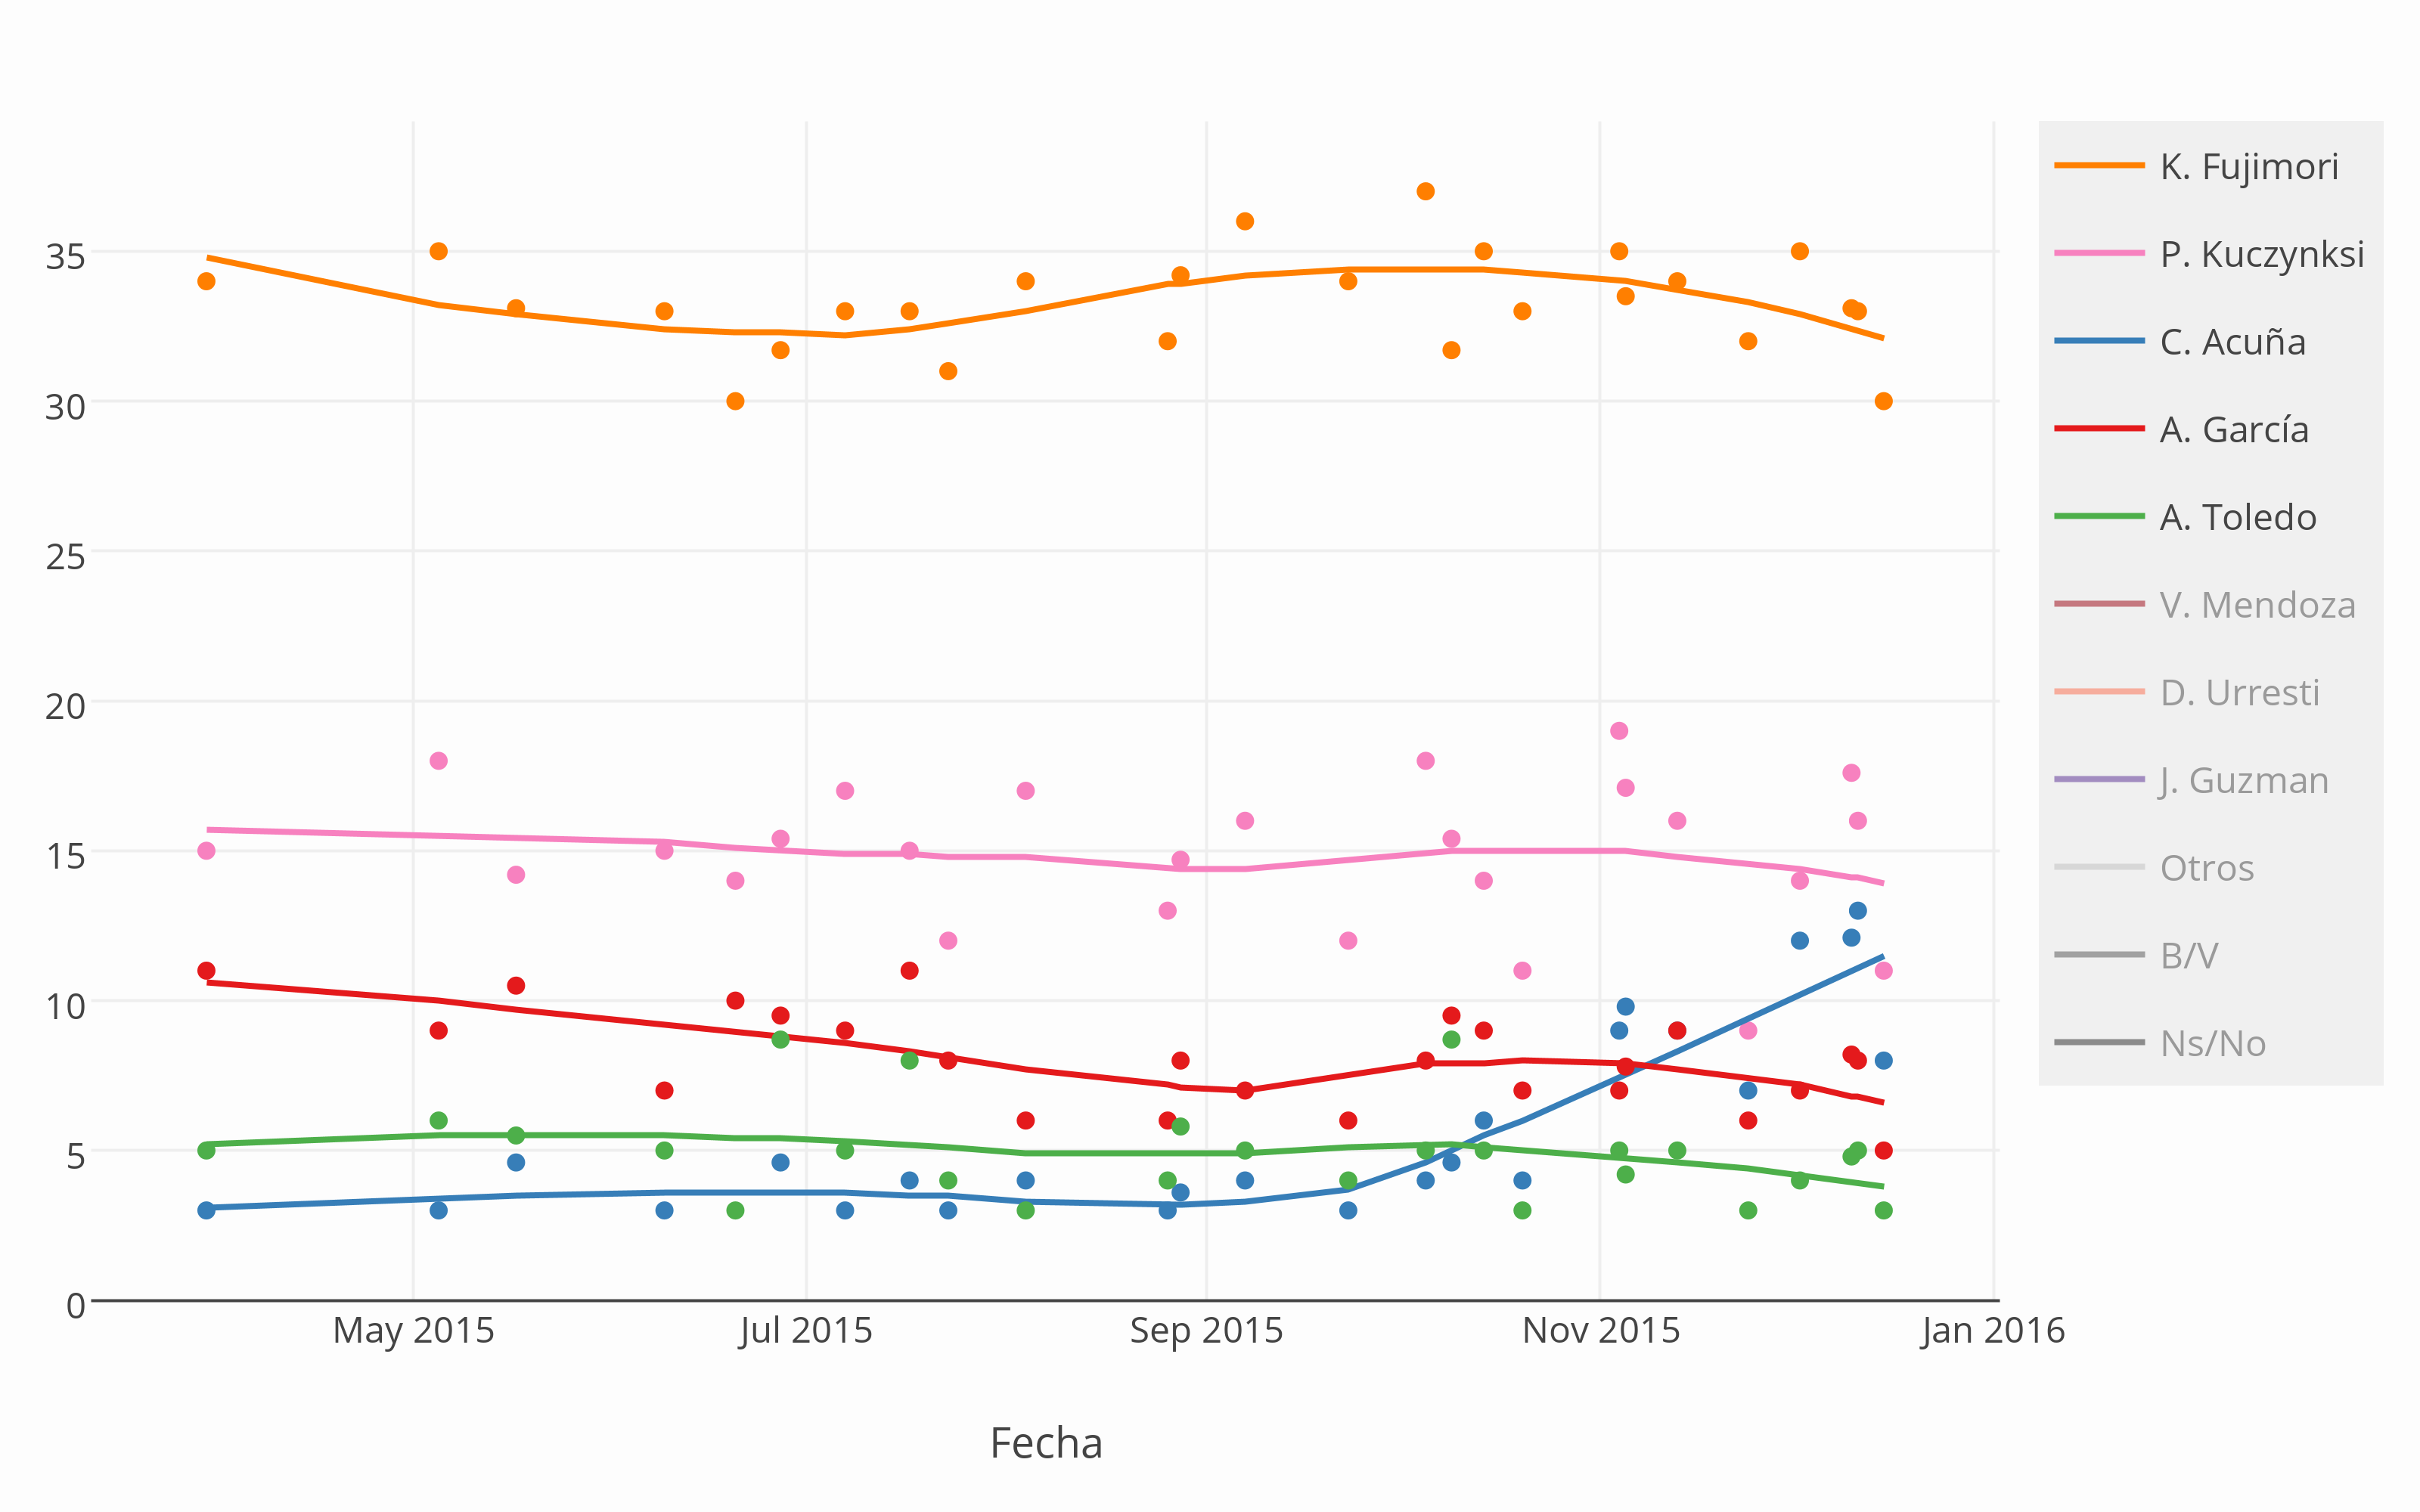 35
30
25
20
15
10
5
0
May 2015
Jul 2015
Sep 2015
Nov 2015
Jan 2016
Fecha
K. Fujimori
P. Kuczynksi
C. Acuña
A. García
A. Toledo
V. Mendoza
D. Urresti
J. Guzman
Otros
B/V
Ns/No